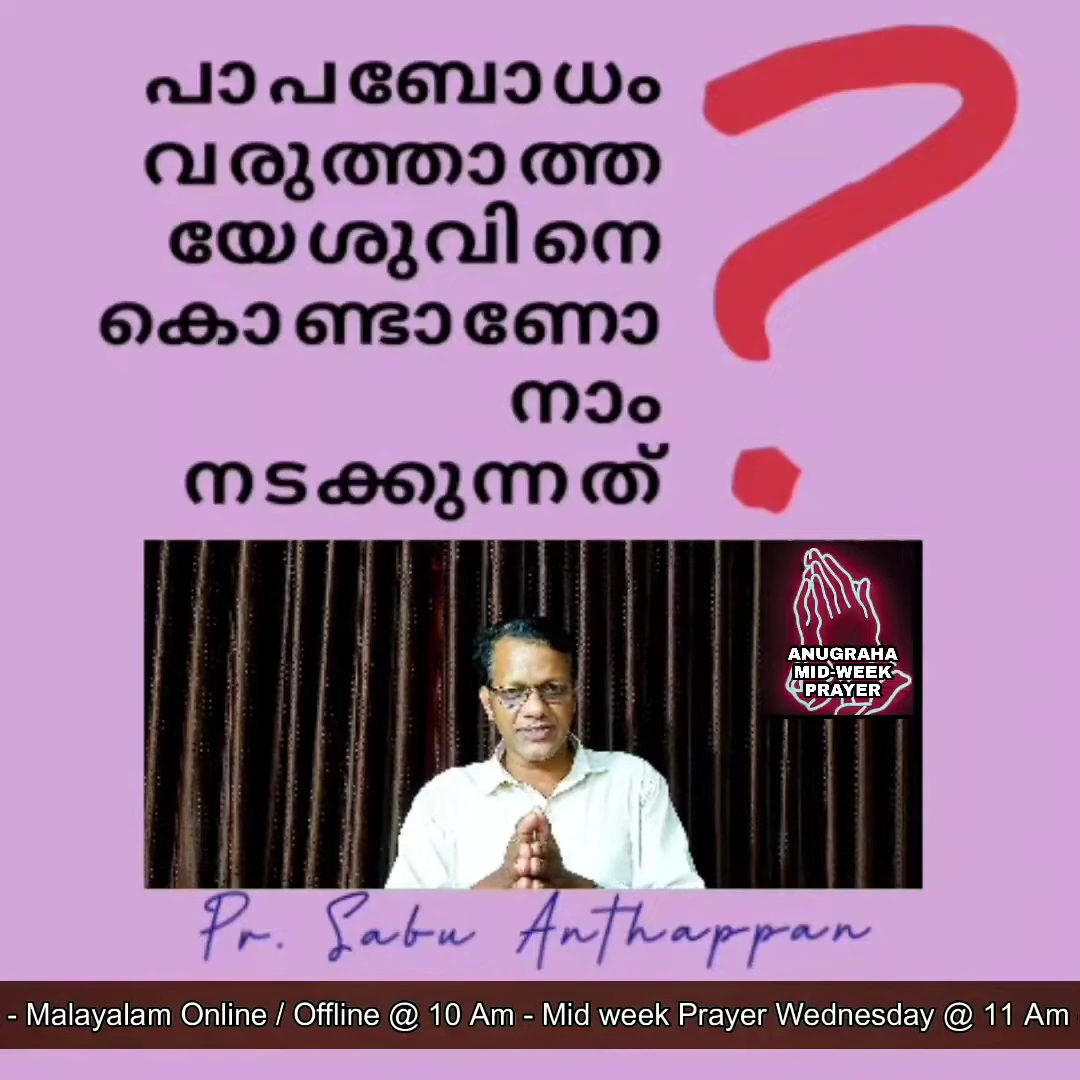 പാപബോധം
വരുത്താത്ത
യേശുവിനെ
കൊണ്ടാണോ
നാം
നടക്കുന്നത്
?
ANUGRAHA
MID-WEEK
PRAYER
Pr. Sabu Anthappan
- Malayalam Online / Offline @ 10 Am - Mid week Prayer Wednesday @ 11 Am